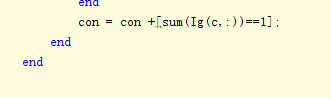 end
con = con +[sum(Ig(c,:))==1];
end
end